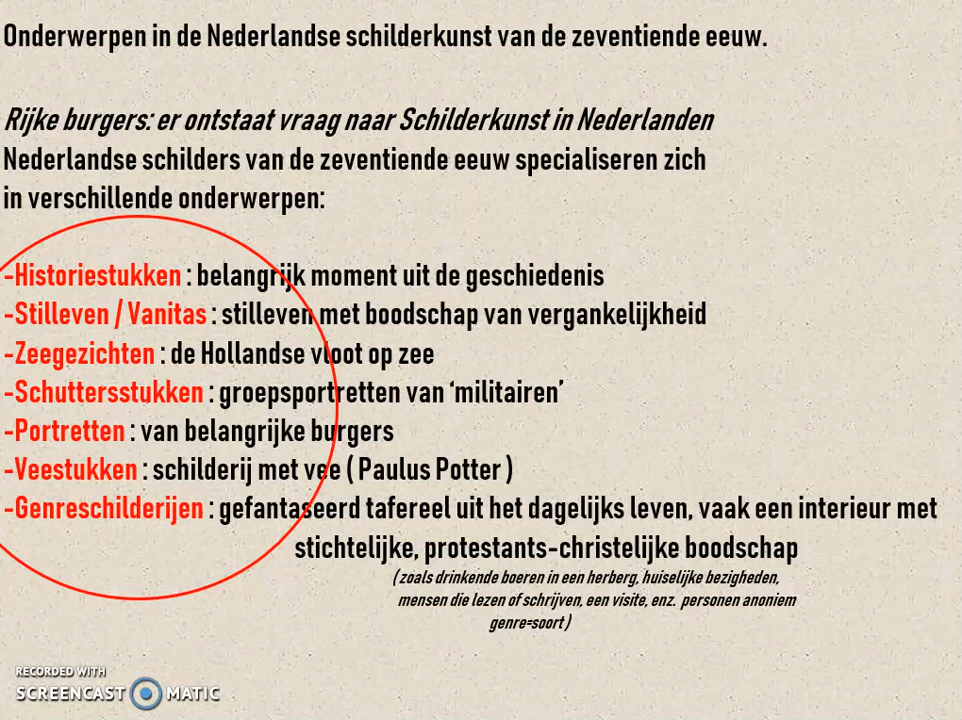 Onderwerpen in de Nederlandse schilderkunst van de zeventiende eeuw.
Rijke burgers: er ontstaat vraag naar Schilderkunst in Nederlanden
Nederlandse schilders van de zeventiende eeuw specialiseren zich
in verschillende onderwerpen:
-Historiestukken : belangrijk moment uit de geschiedenis
-Stilleven / Vanitas : stilleven met boodschap van vergankelijkheid
-Zeegezichten : de Hollandse vloot op zee
-Schuttersstukken : groepsportretten van ‘militairen’
-Portretten : van belangrijke burgers
-Veestukken : schilderij met vee ( Paulus Potter )
-Genreschilderijen : gefantaseerd tafereel uit het dagelijks leven, vaak een interieur met
stichtelijke, protestants-christelijke boodschap
( zoals drinkende boeren in een herberg, huiselijke bezigheden,
mensen die lezen of schrijven, een visite, enz. personen anoniem
genre=soort )
RECORDED WITH
SCREENCAST MATIC